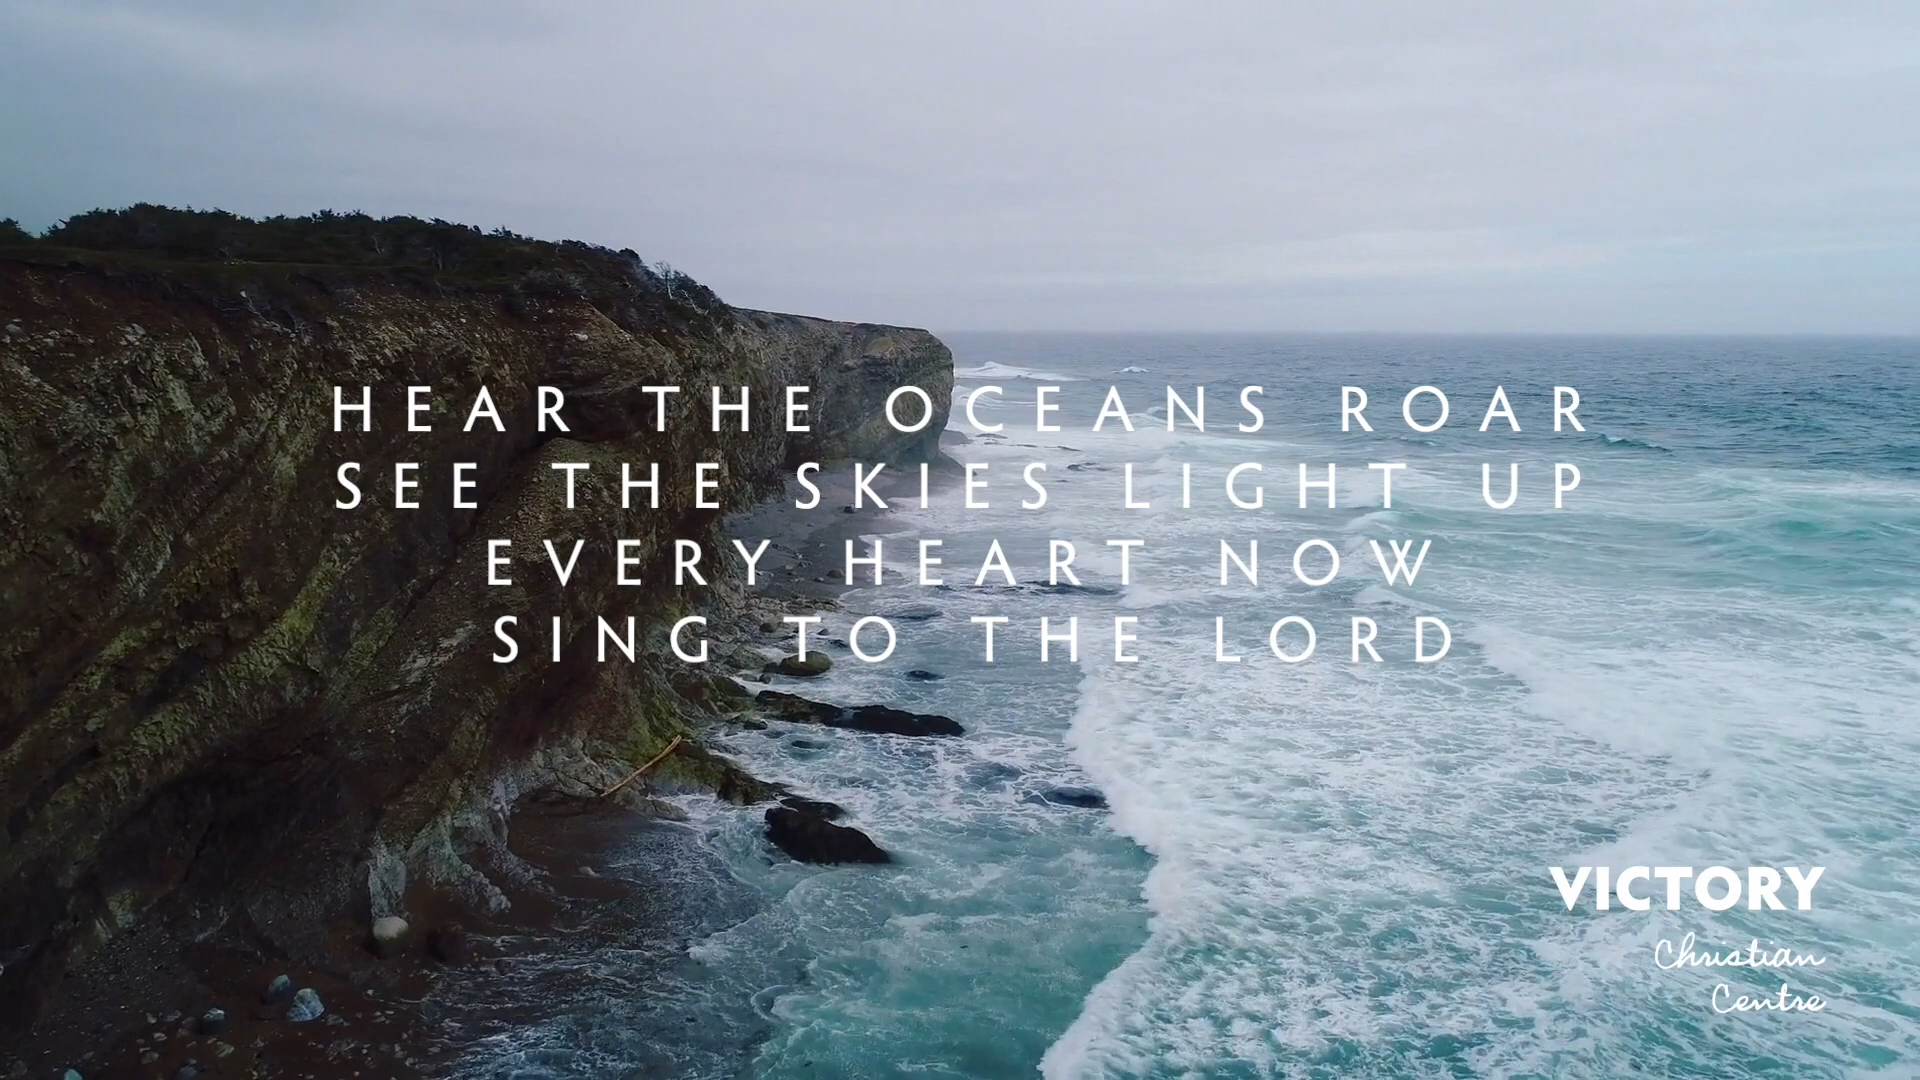 HEAR THE OCEANS ROAR
SEE THE SKIES LIGHT UP
EVERY HEART NOW
SING TO THE LORD
VICTORY
Christian
Centre